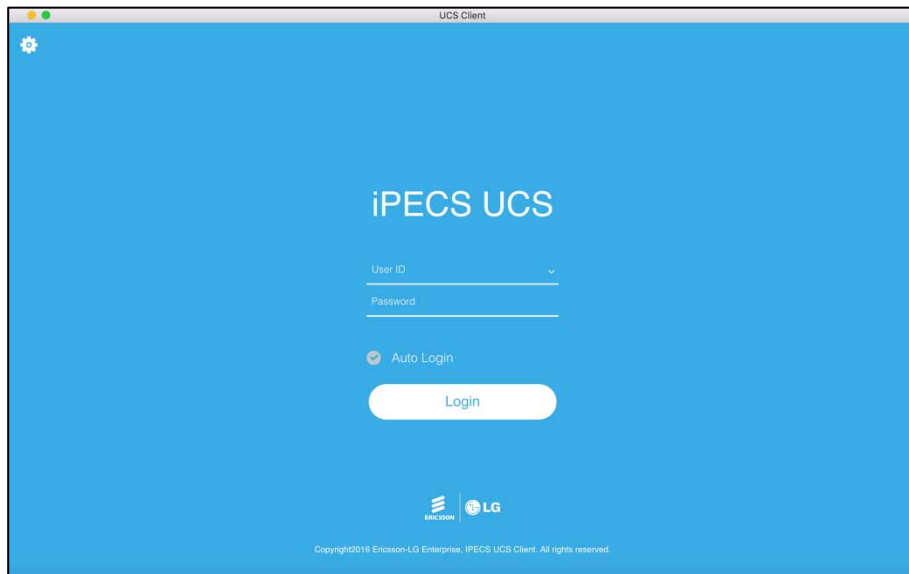 UCS Client
iPECS UCS
User ID
Password
Auto Login
Login
ERICSSON LG
Copyright2016 Ericsson-LG Enterprise, IPECS UCS Client. All rights reserved.